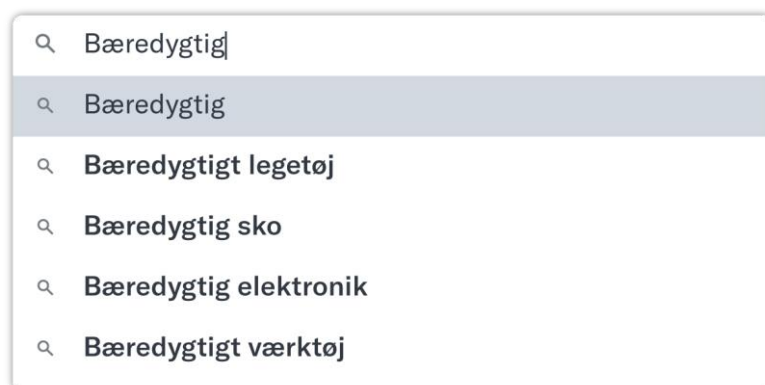 Bæredygtig
Bæredygtig
Bæredygtigt legetøj
Bæredygtig sko
Bæredygtig elektronik
Bæredygtigt værktøj